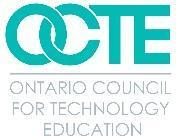 OCTE
ONTARIO COUNCIL
FOR TECHNOLOGY
EDUCATION